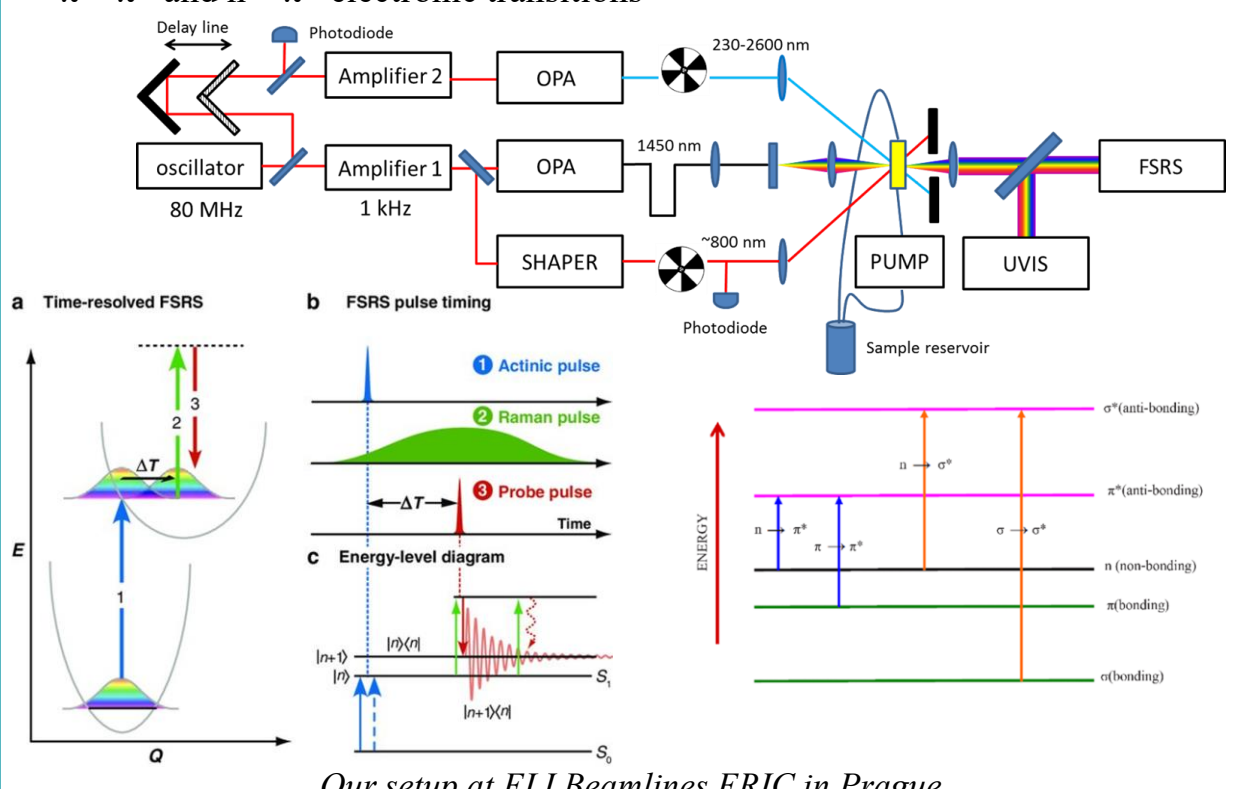 π - π* and n - π* electronic transitions
Delay line
Photodiode
230-2600 nm
Amplifier 2
OPA
oscillator
80 MHz
Amplifier 1
1 kHz
OPA
1450 nm
FSRS
SHAPER
~800 nm
PUMP
UVIS
Photodiode
Sample reservoir
a Time-resolved FSRS
E
Q
1
2
3
ΔT
b FSRS pulse timing
1 Actinic pulse
2 Raman pulse
3 Probe pulse
ΔT
Time
c Energy-level diagram
|n⟩⟨n|
|n+1⟩
|n⟩
S1
|n+1⟩⟨n|
S0
ENERGY
σ*(anti-bonding)
n → σ*
π*(anti-bonding)
n → π*
π → π*
σ → σ*
n (non-bonding)
π(bonding)
σ(bonding)
Our setup at ELI Beamlines ERIC in Prague